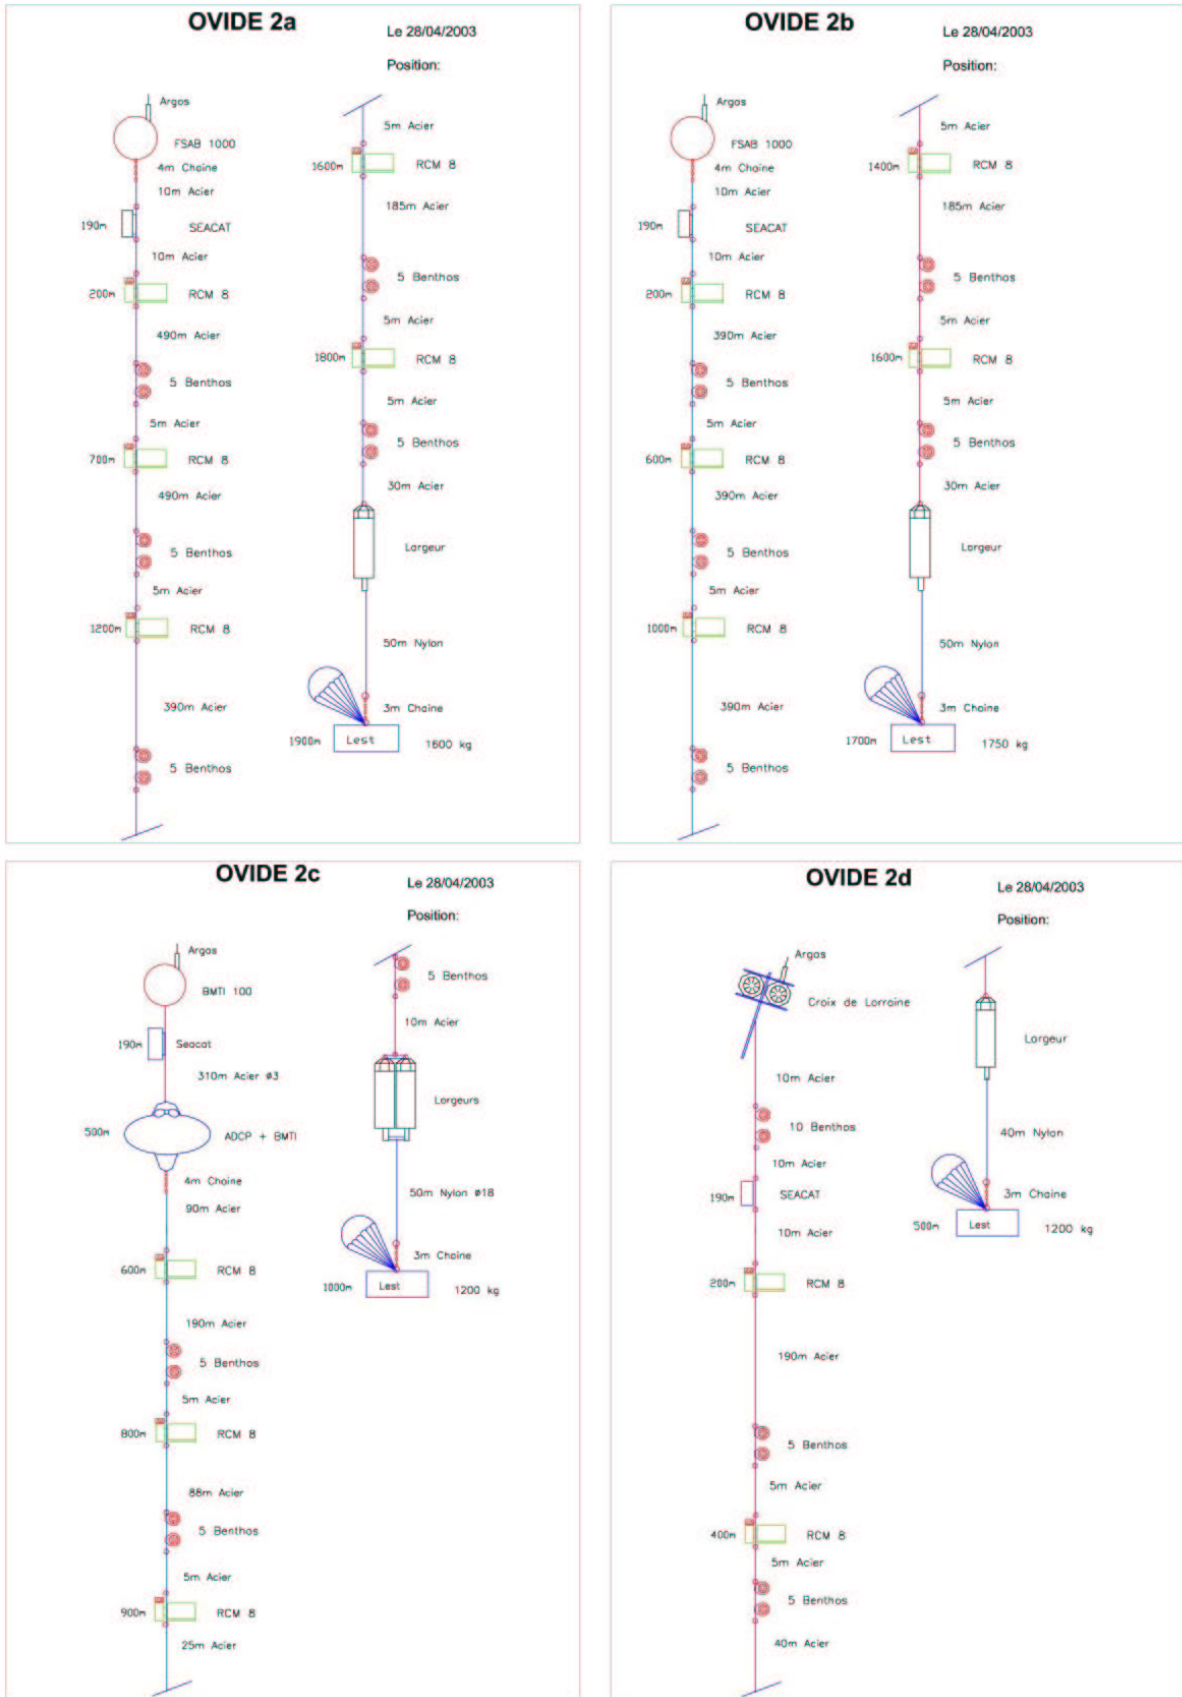 OVIDE 2a
Le 28/04/2003
Position:
Argos
FSAB 1000
4m Chaine
10m Acier
190m
SEACAT
10m Acier
200m
RCM 8
490m Acier
5 Benthos
5m Acier
700m
RCM 8
490m Acier
5 Benthos
5m Acier
1200m
RCM 8
390m Acier
5 Benthos
5m Acier
1600m
RCM 8
185m Acier
5 Benthos
5m Acier
1800m
RCM 8
5m Acier
5 Benthos
30m Acier
Largeur
50m Nylon
3m Chaine
1900m
Lest
1600 kg
OVIDE 2b
Le 28/04/2003
Position:
Argos
FSAB 1000
4m Chaine
10m Acier
190m
SEACAT
10m Acier
200m
RCM 8
390m Acier
5 Benthos
5m Acier
600m
RCM 8
390m Acier
5 Benthos
5m Acier
1000m
RCM 8
390m Acier
5 Benthos
5m Acier
1400m
RCM 8
185m Acier
5 Benthos
5m Acier
1600m
RCM 8
5m Acier
5 Benthos
30m Acier
Largeur
50m Nylon
3m Chaine
1700m
Lest
1750 kg
OVIDE 2c
Le 28/04/2003
Position:
Argos
BMTI 100
190m
Seacat
310m Acier ø3
500m
ADCP + BMTI
4m Chaine
90m Acier
600m
RCM 8
190m Acier
5 Benthos
5m Acier
800m
RCM 8
88m Acier
5 Benthos
5m Acier
900m
RCM 8
25m Acier
5 Benthos
10m Acier
Largeurs
50m Nylon ø18
3m Chaine
1000m
Lest
1200 kg
OVIDE 2d
Le 28/04/2003
Position:
Argos
Croix de Lorraine
10m Acier
10 Benthos
10m Acier
190m
SEACAT
10m Acier
200m
RCM 8
190m Acier
5 Benthos
5m Acier
400m
RCM 8
5m Acier
5 Benthos
40m Acier
Largeur
40m Nylon
3m Chaine
500m
Lest
1200 kg